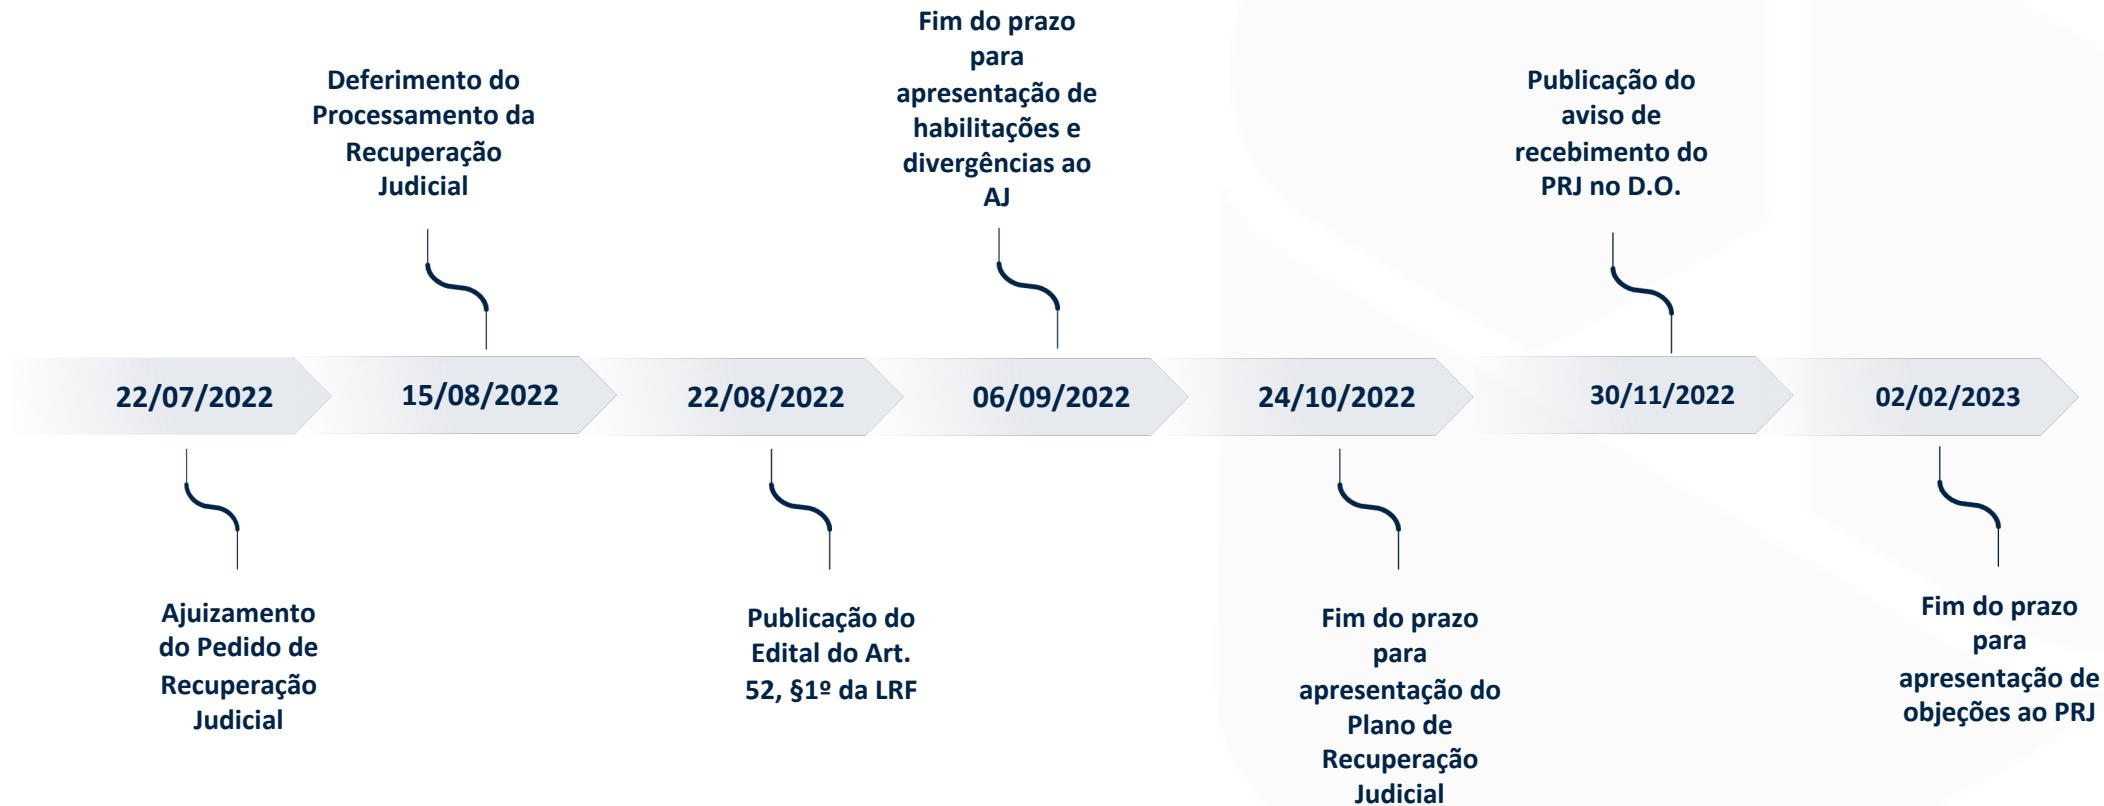 Fim do prazo
para
apresentação de
habilitações e
divergências ao
AJ
Deferimento do
Processamento da
Recuperação
Judicial
Publicação do
aviso de
recebimento do
PRJ no D.O.
22/07/2022
15/08/2022
22/08/2022
06/09/2022
24/10/2022
30/11/2022
02/02/2023
Ajuizamento
do Pedido de
Recuperação
Judicial
Publicação do
Edital do Art.
52, §1º da LRF
Fim do prazo
para
apresentação do
Plano de
Recuperação
Judicial
Fim do prazo
para
apresentação de
objeções ao PRJ